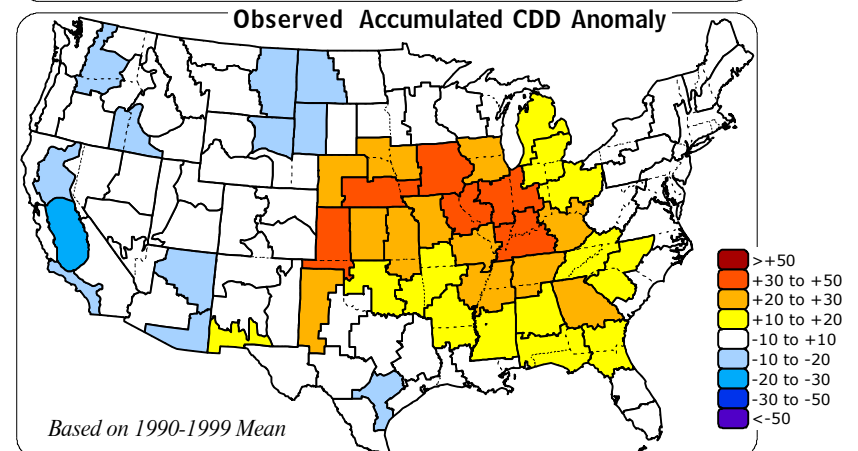 Observed Accumulated CDD Anomaly
>+50
+30 to +50
+20 to +30
+10 to +20
-10 to +10
-10 to -20
-20 to -30
-30 to -50
<-50
Based on 1990-1999 Mean